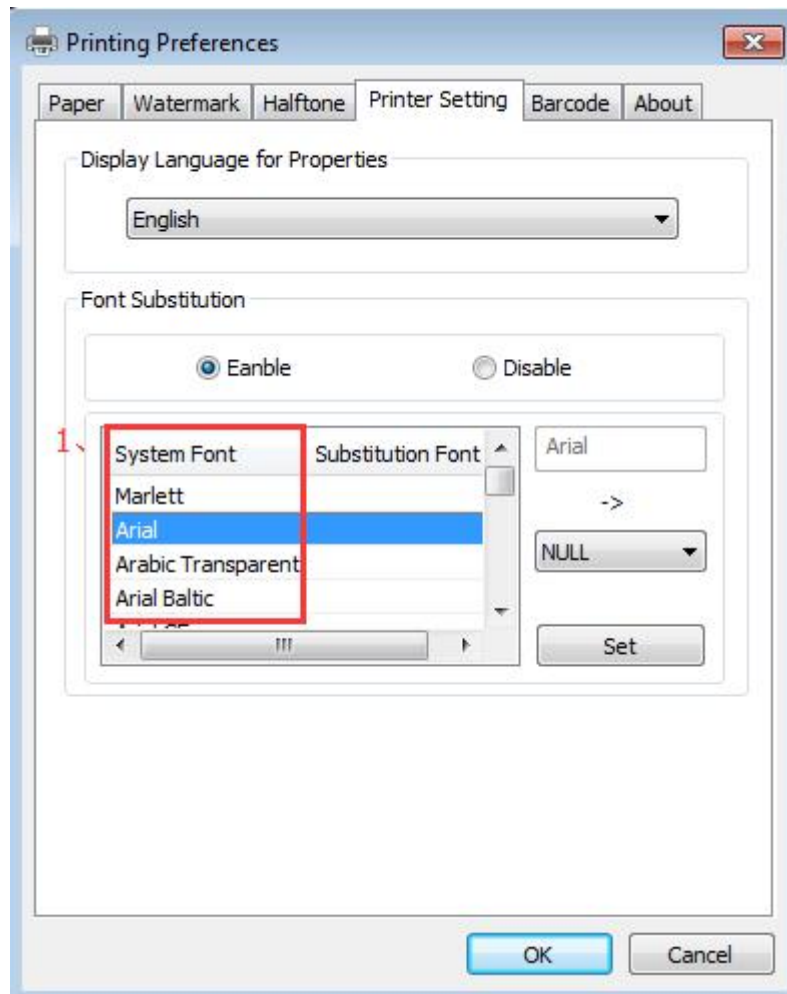 Printing Preferences
Paper Watermark Halftone Printer Setting Barcode About
Display Language for Properties
English
Font Substitution
Eanble Disable
1、
System Font Substitution Font
Marlett
Arial
Arabic Transparent
Arial Baltic
Arial
->
NULL
Set
OK Cancel